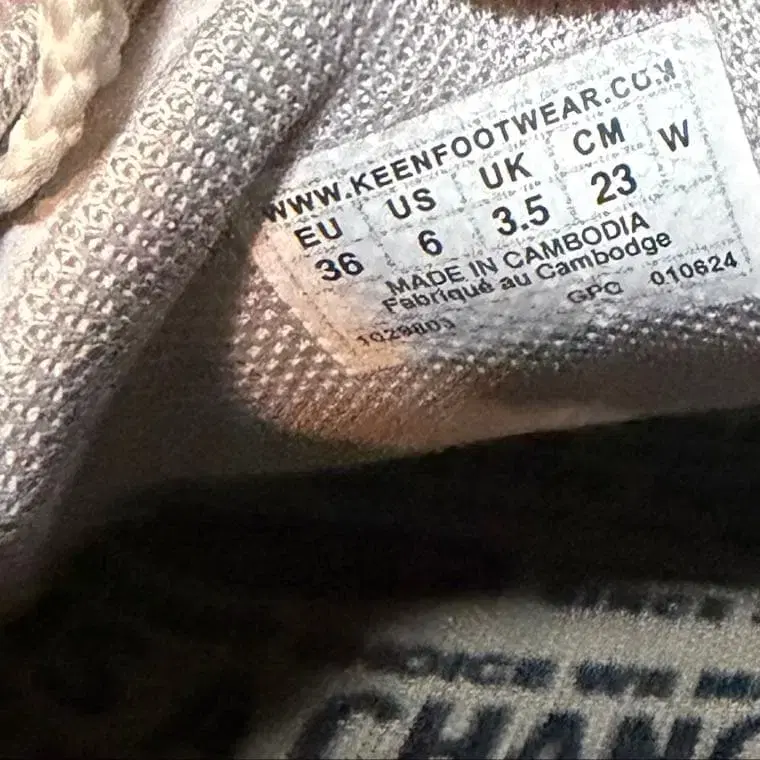 WWW.KEENFOOTWEAR.COM
EU US UK CM W
36 6 3.5 23
MADE IN CAMBODIA
Fabriqué au Cambodge
GPC 010624
CHANG